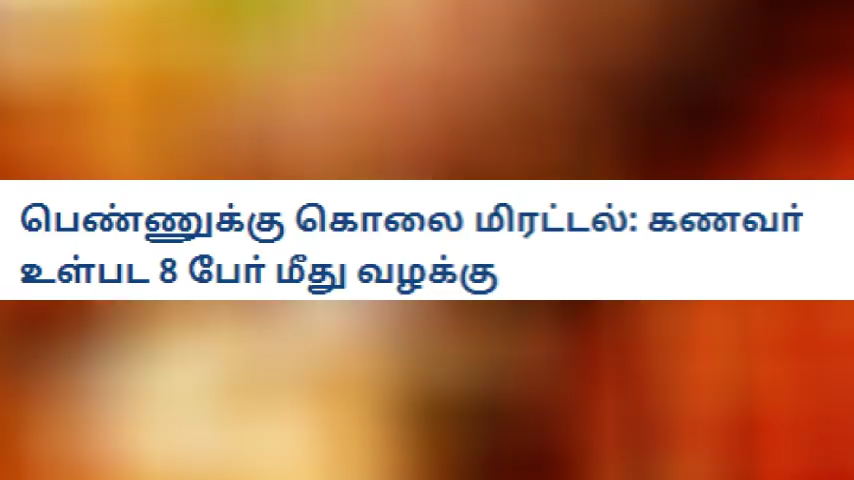 பெண்ணுக்கு கொலை மிரட்டல்: கணவர்
உள்பட 8 பேர் மீது வழக்கு